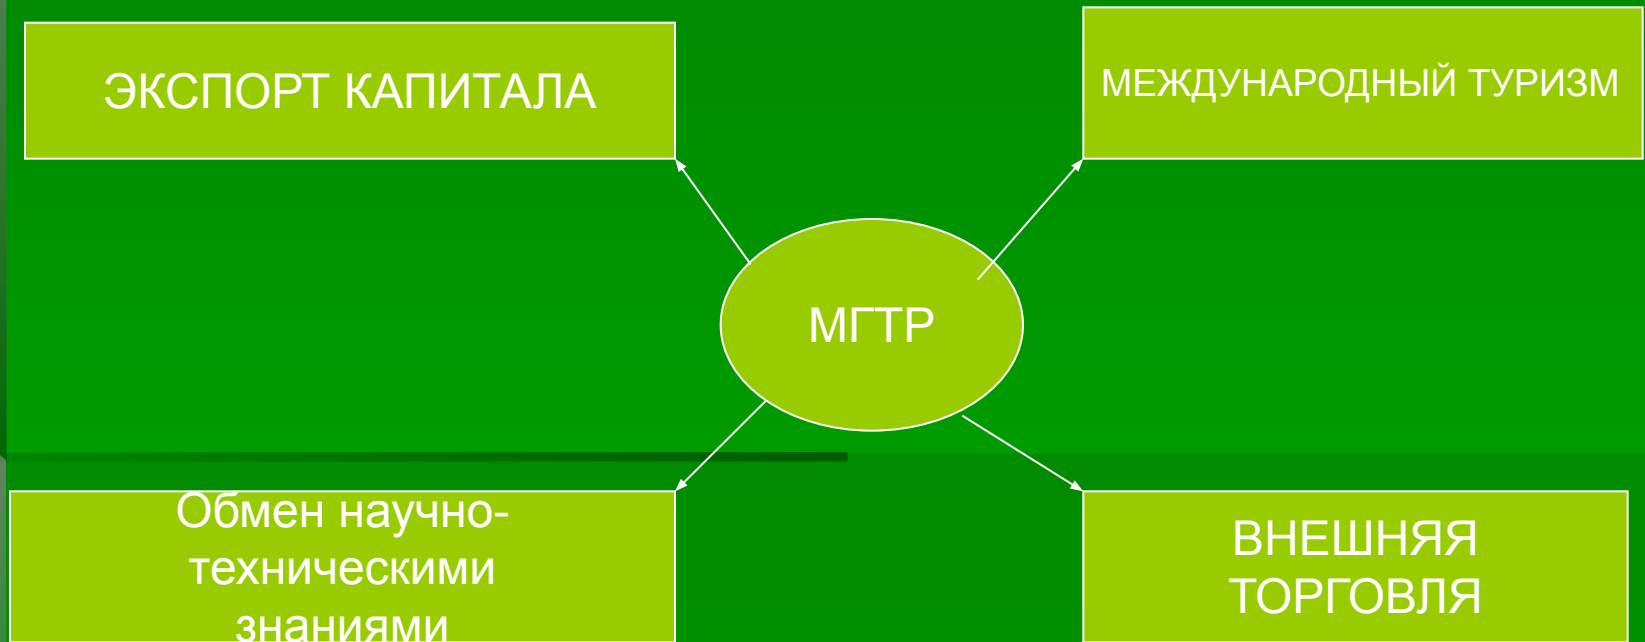 ЭКСПОРТ КАПИТАЛА
МЕЖДУНАРОДНЫЙ ТУРИЗМ
МГТР
Обмен научно-
техническими
знаниями
ВНЕШНЯЯ
ТОРГОВЛЯ